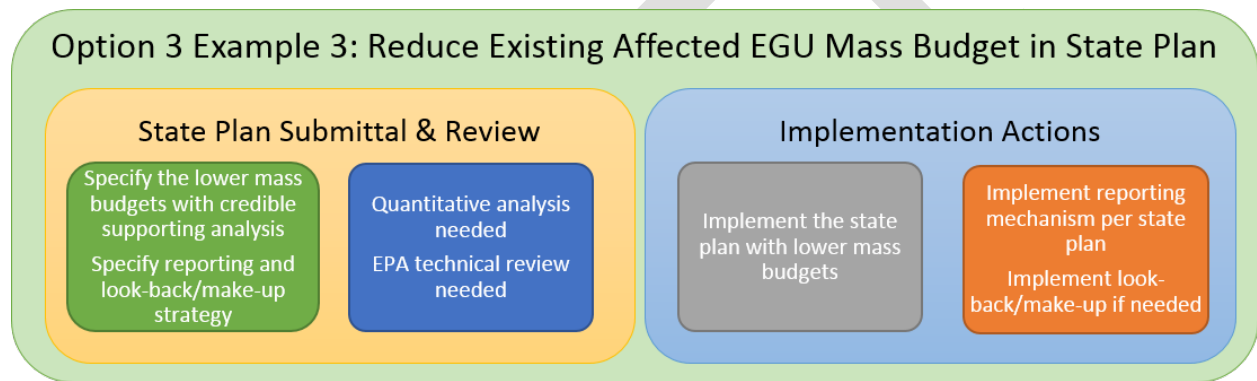 Option 3 Example 3: Reduce Existing Affected EGU Mass Budget in State Plan
State Plan Submittal & Review
Specify the lower mass
budgets with credible
supporting analysis
Specify reporting and
look-back/make-up
strategy
Quantitative analysis
needed
EPA technical review
needed
Implementation Actions
Implement the state
plan with lower mass
budgets
Implement reporting
mechanism per state
plan
Implement look-
back/make-up if needed